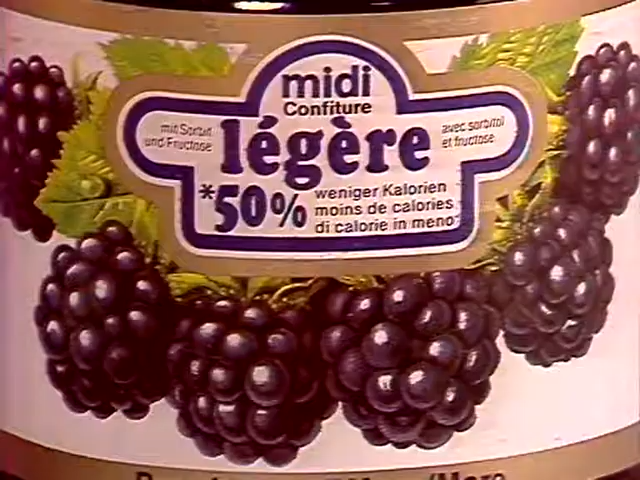 midi
Confiture
légère
mit Sorbit
und Fructose
avec sorbitol
et fructose
*50%
weniger Kalorien
moins de calories
di calorie in meno